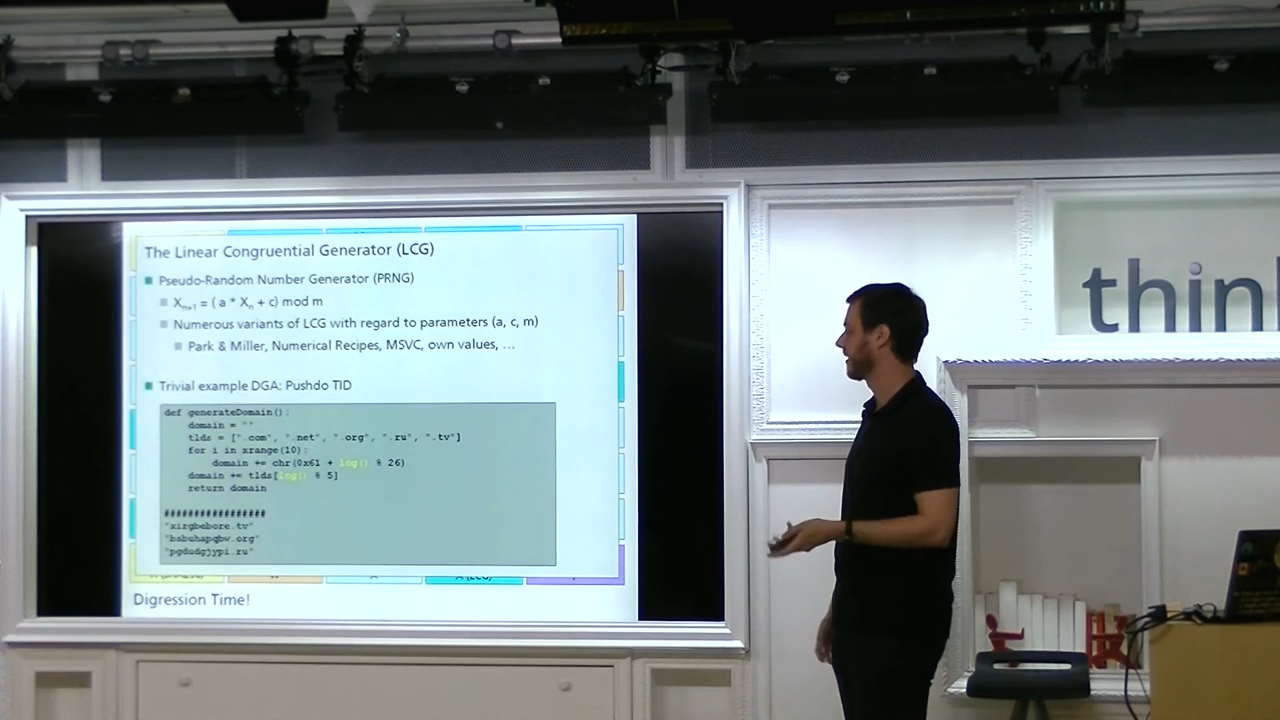 The Linear Congruential Generator (LCG)
Pseudo-Random Number Generator (PRNG)
Xn+1 = ( a * Xn + c) mod m
Numerous variants of LCG with regard to parameters (a, c, m)
Park & Miller, Numerical Recipes, MSVC, own values, ...
Trivial example DGA: Pushdo TID
def generateDomain():
domain = ""
tlds = [".com", ".net", ".org", ".ru", ".tv"]
for i in xrange(10):
domain += chr(0x61 + lcg() % 26)
domain += tlds[lcg() % 5]
return domain
################
"xirgbebore.tv"
"babuhapqbw.org"
"pgdudgjypi.ru"
A (LCG)
Digression Time!
thin